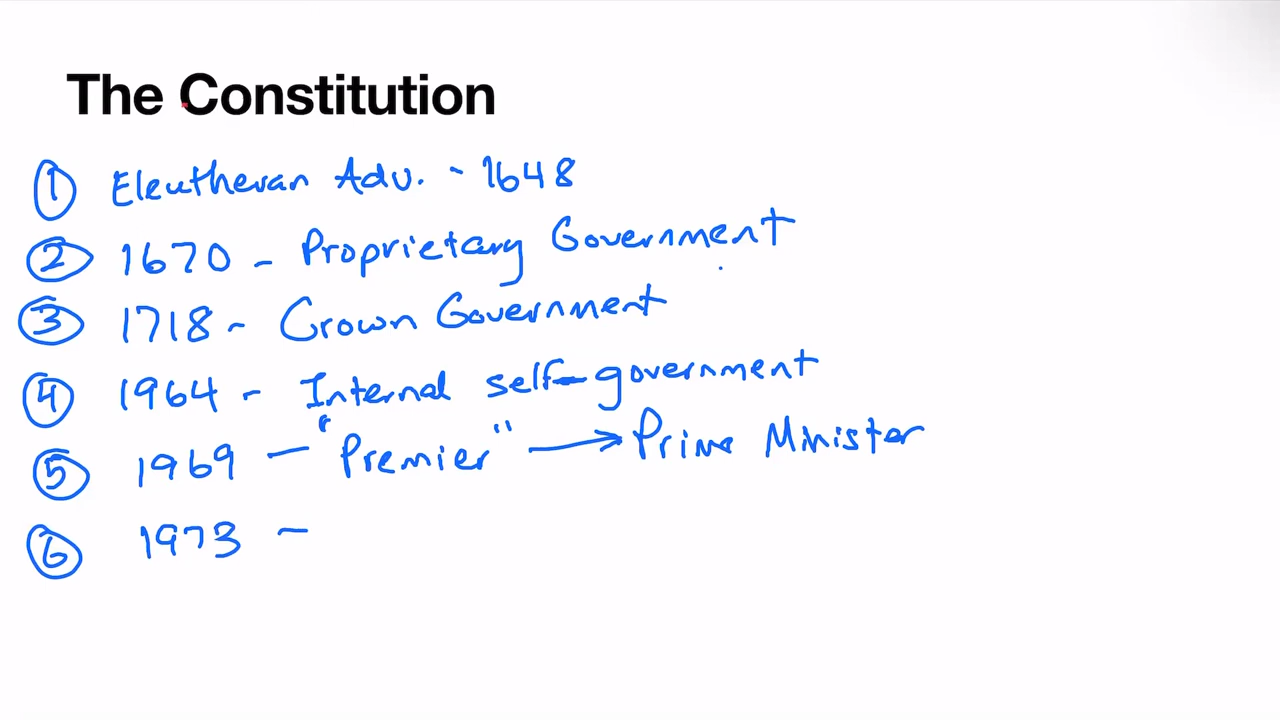 The Constitution
① Eleutheran Adv. - 1648
② 1670 - Proprietary Government
③ 1718 - Crown Government
④ 1964 - Internal self-government
⑤ 1969 - "Premier" → Prime Minister
⑥ 1973 -